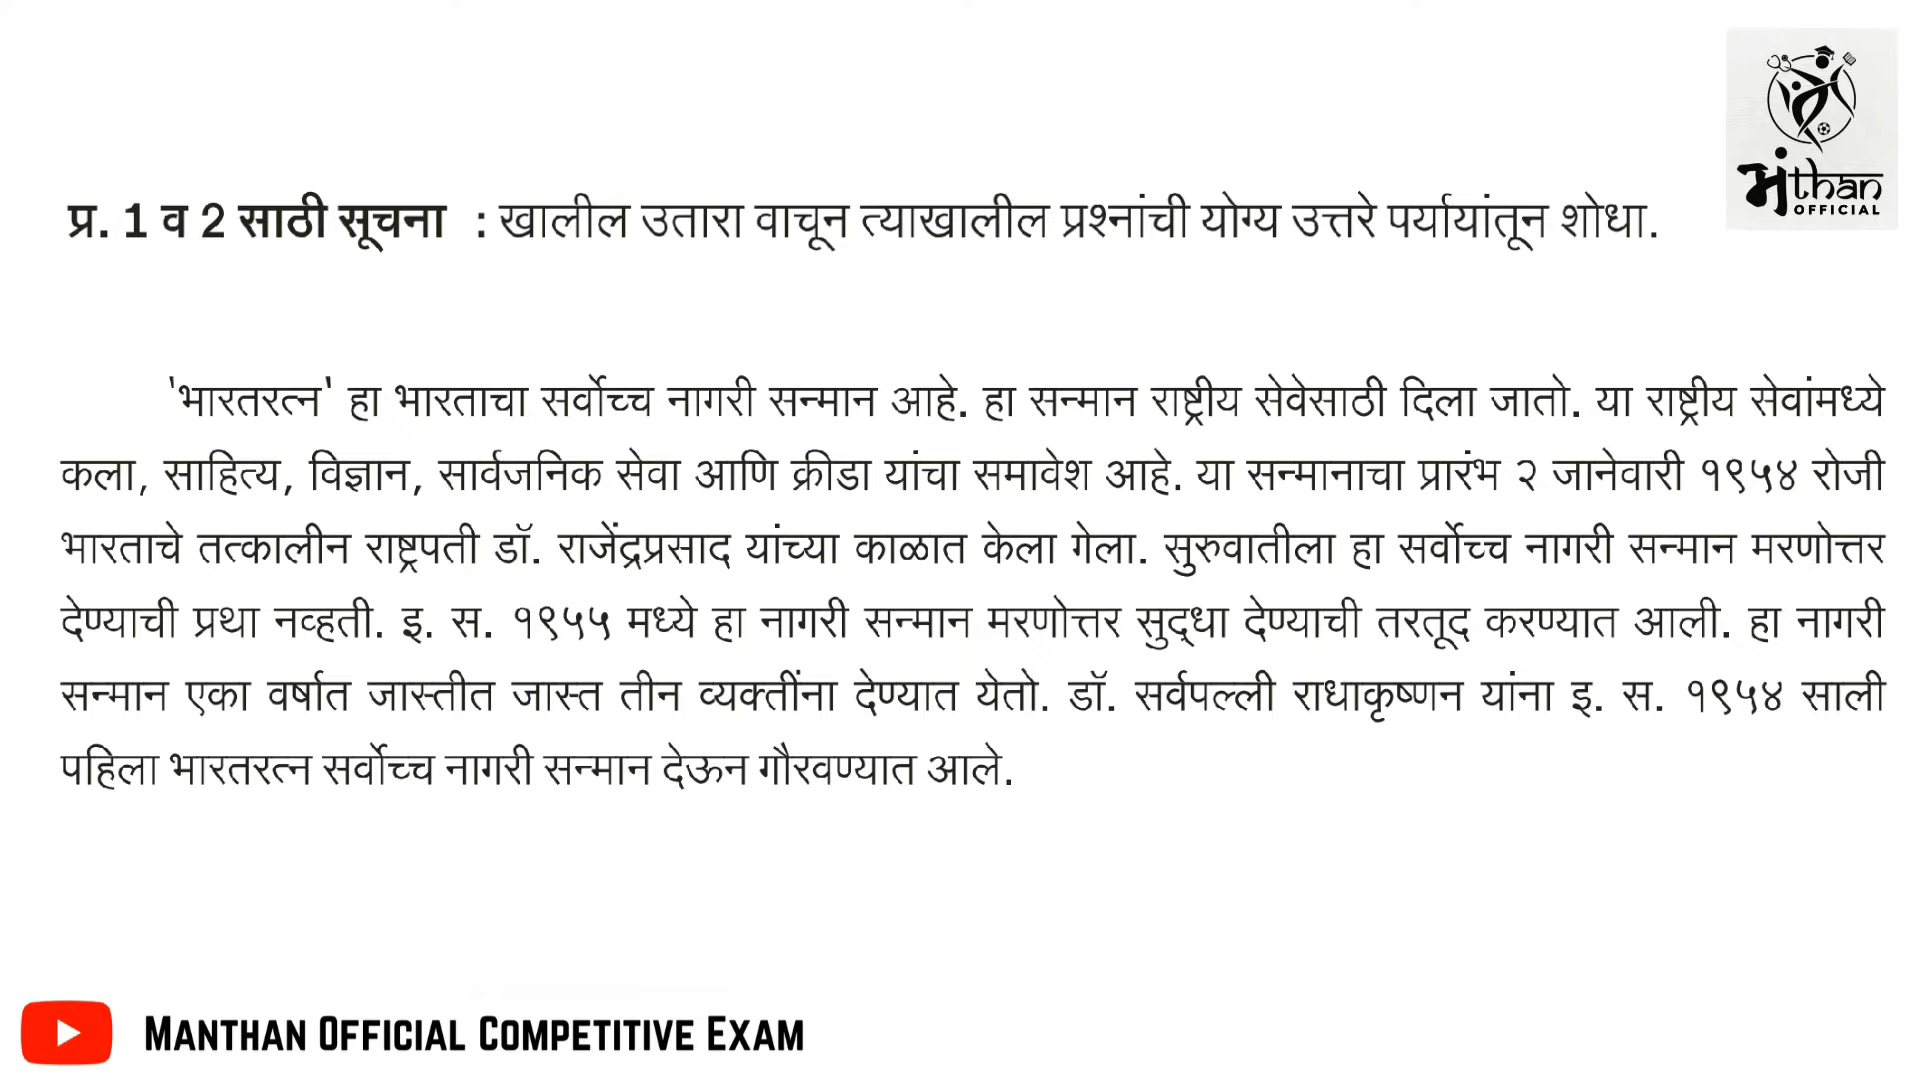 मंthan
OFFICIAL
प्र. 1 व 2 साठी सूचना : खालील उतारा वाचून त्याखालील प्रश्नांची योग्य उत्तरे पर्यायांतून शोधा.
'भारतरत्न' हा भारताचा सर्वोच्च नागरी सन्मान आहे. हा सन्मान राष्ट्रीय सेवेसाठी दिला जातो. या राष्ट्रीय सेवांमध्ये
कला, साहित्य, विज्ञान, सार्वजनिक सेवा आणि क्रीडा यांचा समावेश आहे. या सन्मानाचा प्रारंभ २ जानेवारी १९५४ रोजी
भारताचे तत्कालीन राष्ट्रपती डॉ. राजेंद्रप्रसाद यांच्या काळात केला गेला. सुरुवातीला हा सर्वोच्च नागरी सन्मान मरणोत्तर
देण्याची प्रथा नव्हती. इ. स. १९५५ मध्ये हा नागरी सन्मान मरणोत्तर सुद्‌धा देण्याची तरतूद करण्यात आली. हा नागरी
सन्मान एका वर्षात जास्तीत जास्त तीन व्यक्तींना देण्यात येतो. डॉ. सर्वपल्ली राधाकृष्णन यांना इ. स. १९५४ साली
पहिला भारतरत्न सर्वोच्च नागरी सन्मान देऊन गौरवण्यात आले.
MANTHAN OFFICIAL COMPETITIVE EXAM